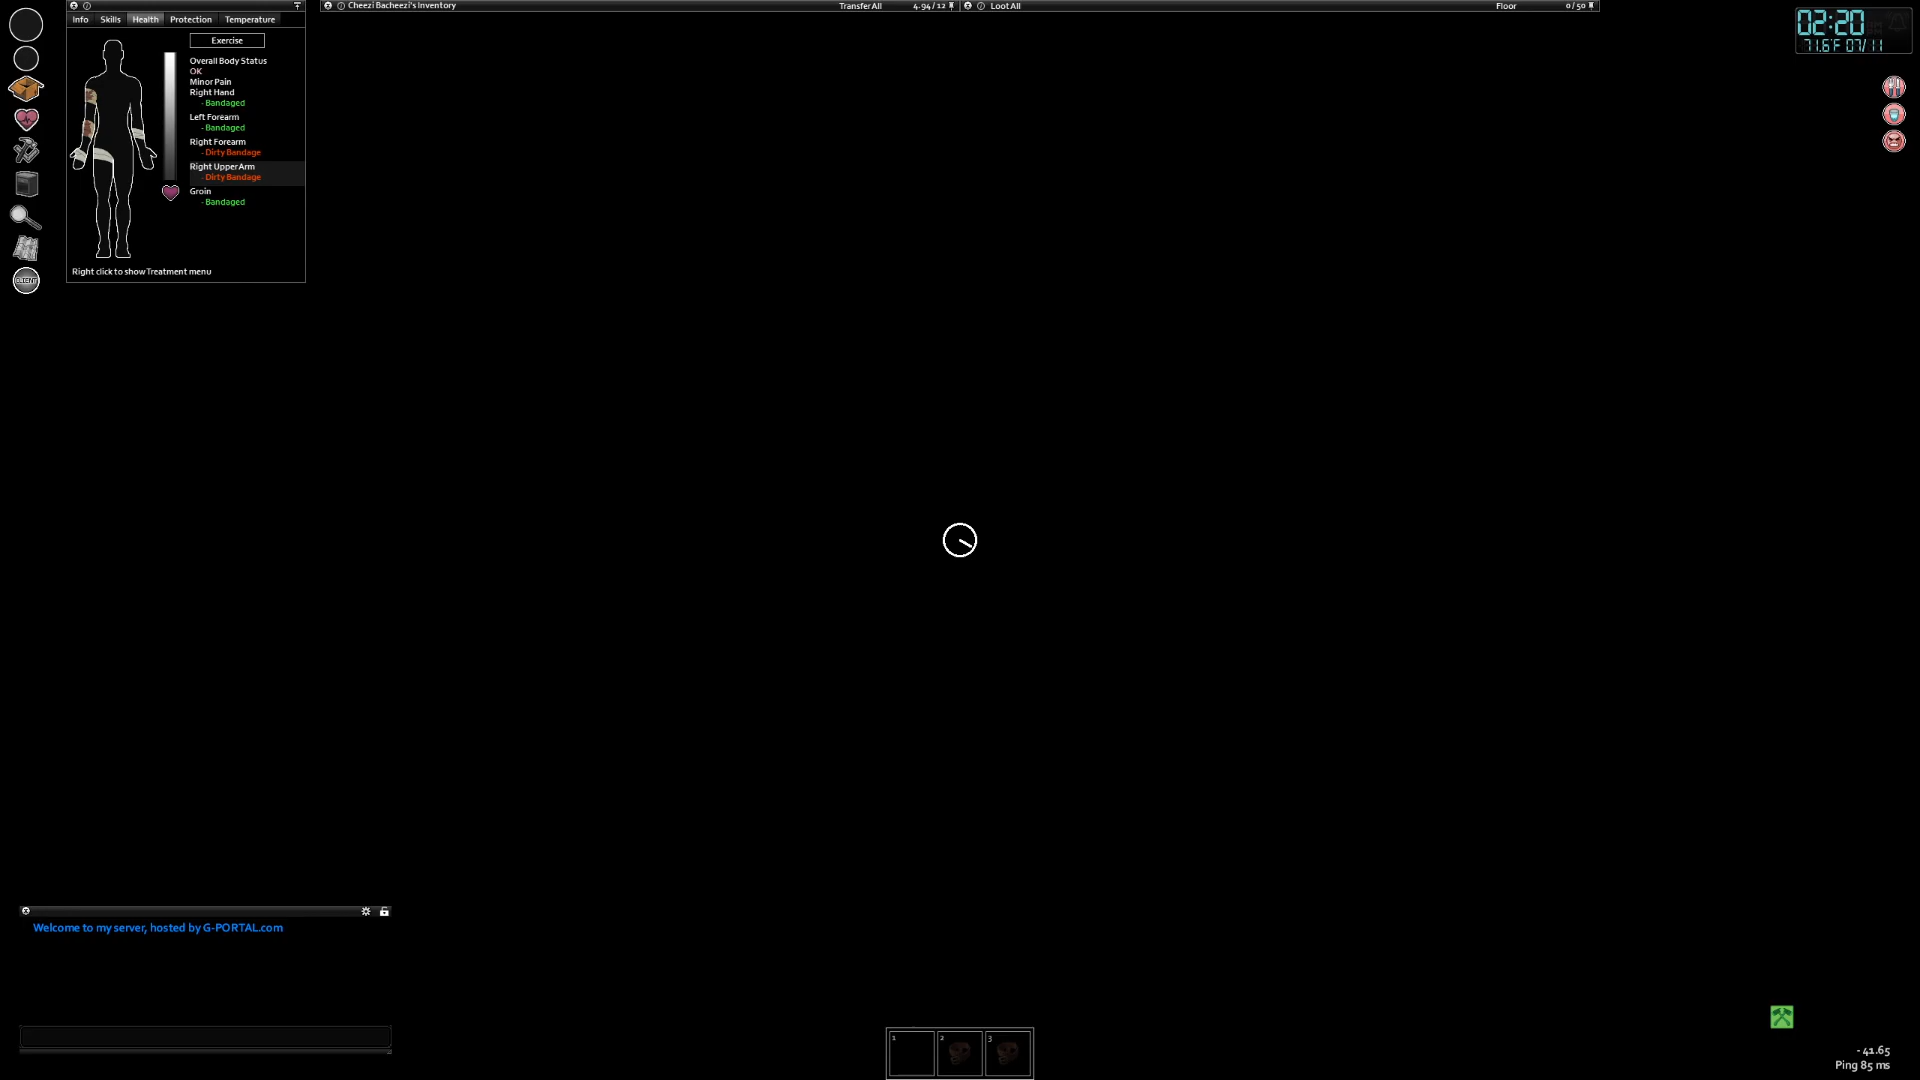 Cheezi Bacheezi's Inventory
Transfer All
4.94 / 12
Loot All
Floor
0 / 50
Info
Skills
Health
Protection
Temperature
02:20
71.6°F 07/11
Exercise
Overall Body Status
OK
Minor Pain
Right Hand
- Bandaged
Left Forearm
- Bandaged
Right Forearm
- Dirty Bandage
Right Upper Arm
- Dirty Bandage
Groin
- Bandaged
Right click to show Treatment menu
CLIENT
Welcome to my server, hosted by G-PORTAL.com
1
2
3
- 41.65
Ping 85 ms